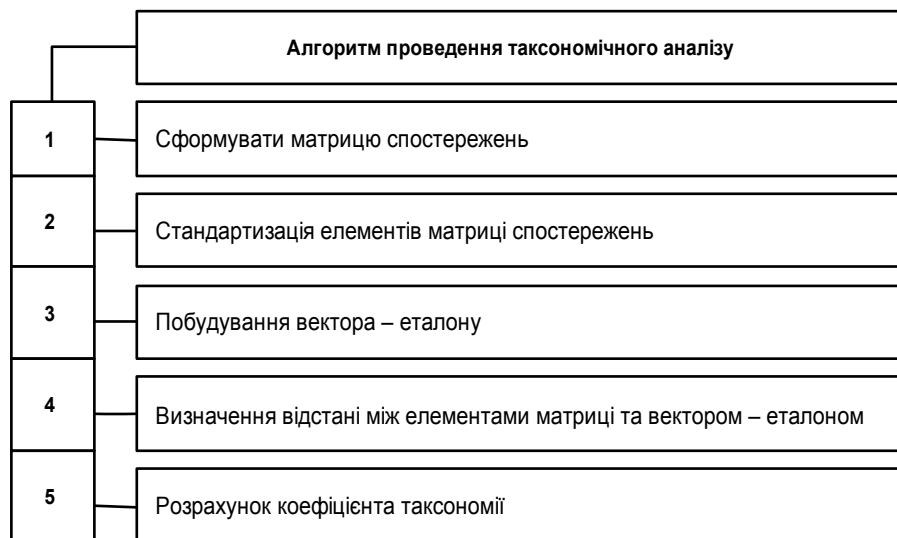 Алгоритм проведення таксономічного аналізу
1
Сформувати матрицю спостережень
2
Стандартизація елементів матриці спостережень
3
Побудування вектора – еталону
4
Визначення відстані між елементами матриці та вектором – еталоном
5
Розрахунок коефіцієнта таксономії